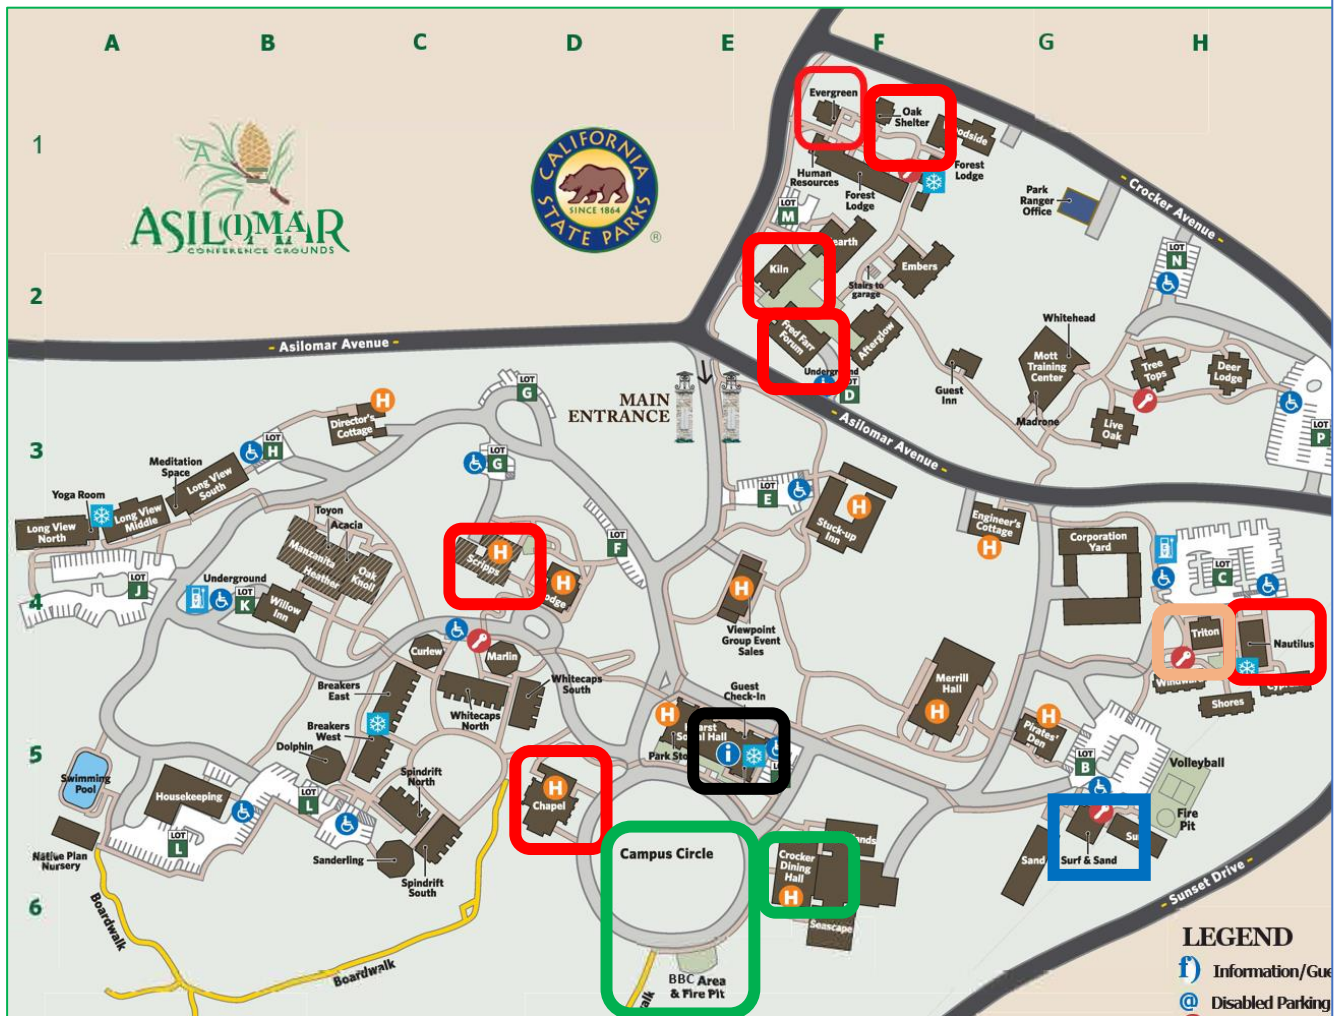 A B C D E F G H
1
2
3
4
5
6
ASILOMAR
CONFERENCE GROUNDS
CALIFORNIA
SINCE 1864
STATE PARKS
®
Evergreen
Oak
Shelter
Forest
Lodge
Human
Resources
Forest
Lodge
LOT
M
Park
Ranger
Office
- Crocker Avenue -
LOT
N
Kiln
Embers
Stairs to
garage
Fred Farr
Forum
Afterglow
Underground
D
Guest
Inn
Whitehead
Mott
Training
Center
Madrone
Tree
Tops
Deer
Lodge
Live
Oak
LOT
P
- Asilomar Avenue -
- Asilomar Avenue -
MAIN
ENTRANCE
LOT
G
Director's
Cottage
H
LOT
H
LOT
G
Meditation
Space
Long View
South
Yoga Room
Long View
Middle
Long View
North
Toyon
Acacia
Manzanita
Heather
Oak
Knoll
LOT
E
Stuck-up
Inn
H
Engineer's
Cottage
H
Corporation
Yard
LOT
F
LOT
C
Scripps
H
H
LOT
J
Underground
LOT
K
Willow
Inn
H
Viewpoint
Group Event
Sales
Triton
Nautilus
Shores
Curlew
Marlin
Breakers
East
Whitecaps
South
Whitecaps
North
Breakers
West
Dolphin
Guest
Check-In
H
i
Merrill
Hall
H
H
Pirates'
Den
LOT
B
Volleyball
Fire
Pit
Swimming
Pool
Housekeeping
Spindrift
North
LOT
L
LOT
L
Sanderling
Spindrift
South
Native Plan
Nursery
H
Chapel
Campus Circle
Crocker
Dining
Hall
H
Seascape
Sand
Surf & Sand
- Sunset Drive -
Boardwalk
Boardwalk
BBC Area
& Fire Pit
alk
LEGEND
f) Information/Gue
@ Disabled Parking